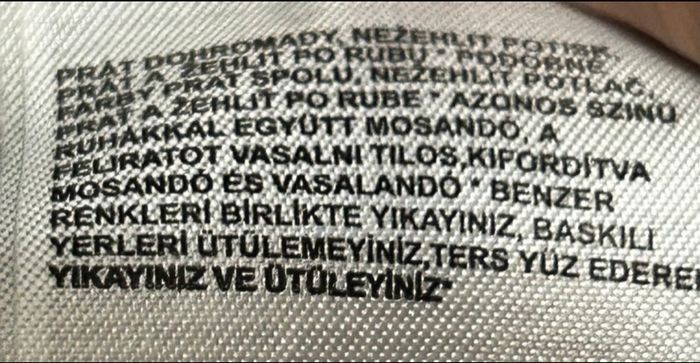 PRÁT DOHROMADY, NEŽEHLIT POTISK,
PRÁT A ŽEHLIT PO RUBU * PODOBNÉ
FARBY PRAŤ SPOLU, NEŽEHLIŤ POTLAČ,
PRAŤ A ŽEHLIŤ PO RUBE * AZONOS SZÍNŰ
RUHÁKKAL EGYÜTT MOSANDÓ, A
FELIRATOT VASALNI TILOS,KIFORDÍTVA
MOSANDÓ ÉS VASALANDÓ * BENZER
RENKLERİ BİRLİKTE YIKAYINIZ, BASKILI
YERLERİ ÜTÜLEMEYİNİZ,TERS YÜZ EDEREK
YIKAYINIZ VE ÜTÜLEYİNİZ*